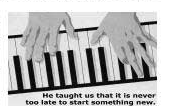 He taught us that it is never
too late to start something new.